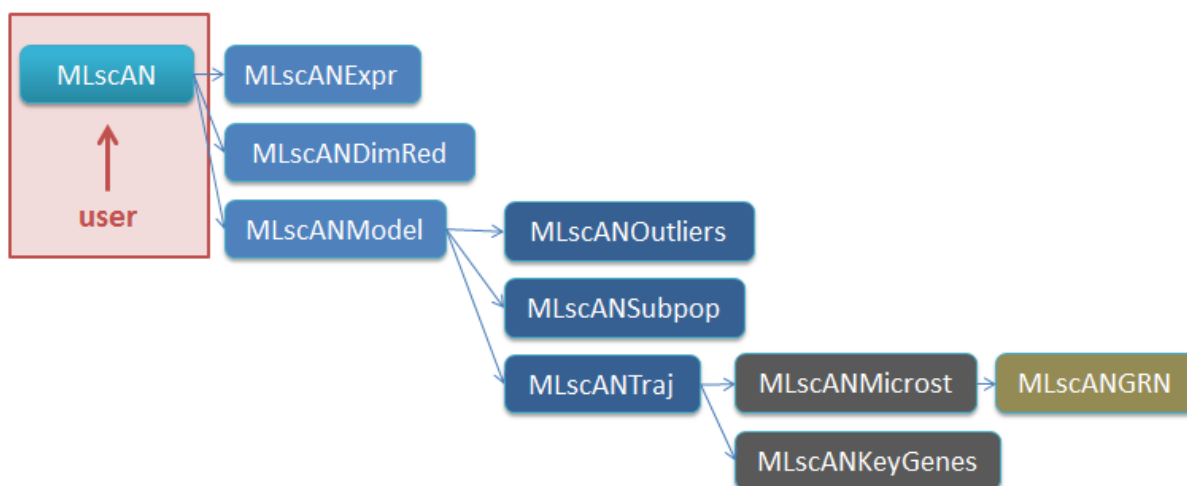 MLscAN
MLscANExpr
MLscANDimRed
user
MLscANModel
MLscANOutliers
MLscANSubpop
MLscANTraj
MLscANMicrost
MLscANGRN
MLscANKeyGenes